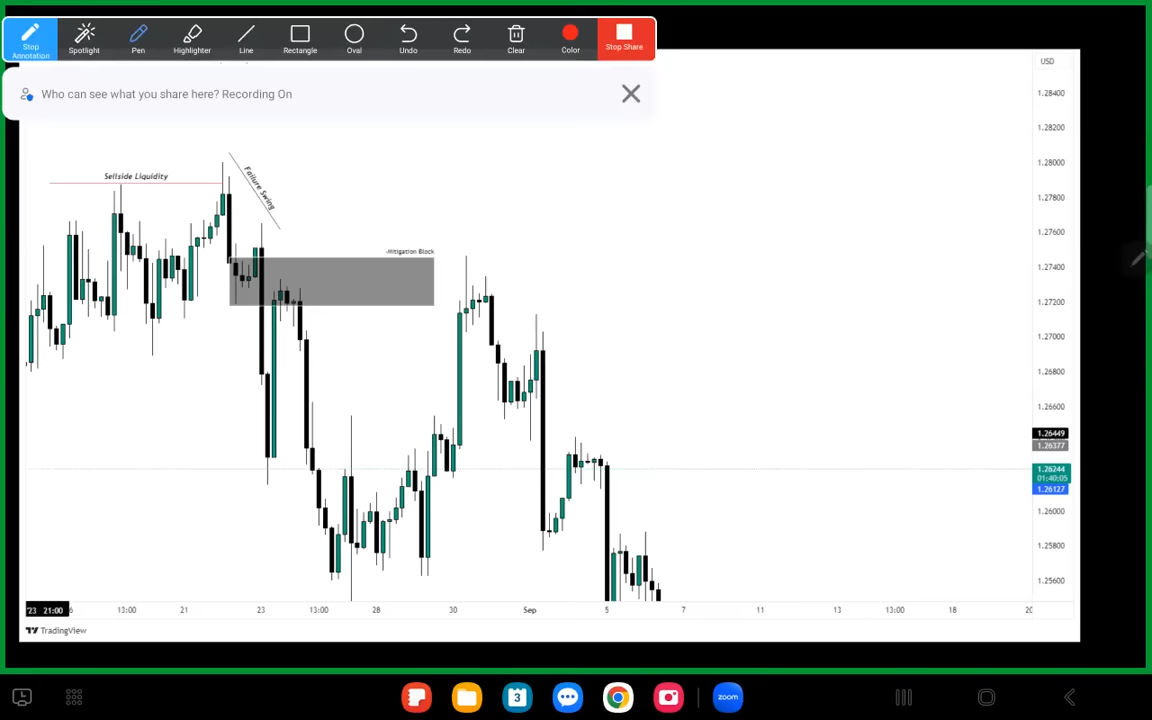 Stop Annotation
Spotlight
Pen
Highlighter
Line
Rectangle
Oval
Undo
Redo
Clear
Color
Stop Share
Who can see what you share here? Recording On
USD
1.28400
1.28200
1.28000
1.27800
1.27600
1.27400
1.27200
1.27000
1.26800
1.26600
1.26449
1.26377
1.26244
01:40:05
1.26127
1.26000
1.25800
1.25600
Sellside Liquidity
Failure Swing
-Mitigation Block
'23 21:00
13:00
21
23
13:00
28
30
Sep
5
7
11
13
13:00
18
20
TradingView
3
zoom